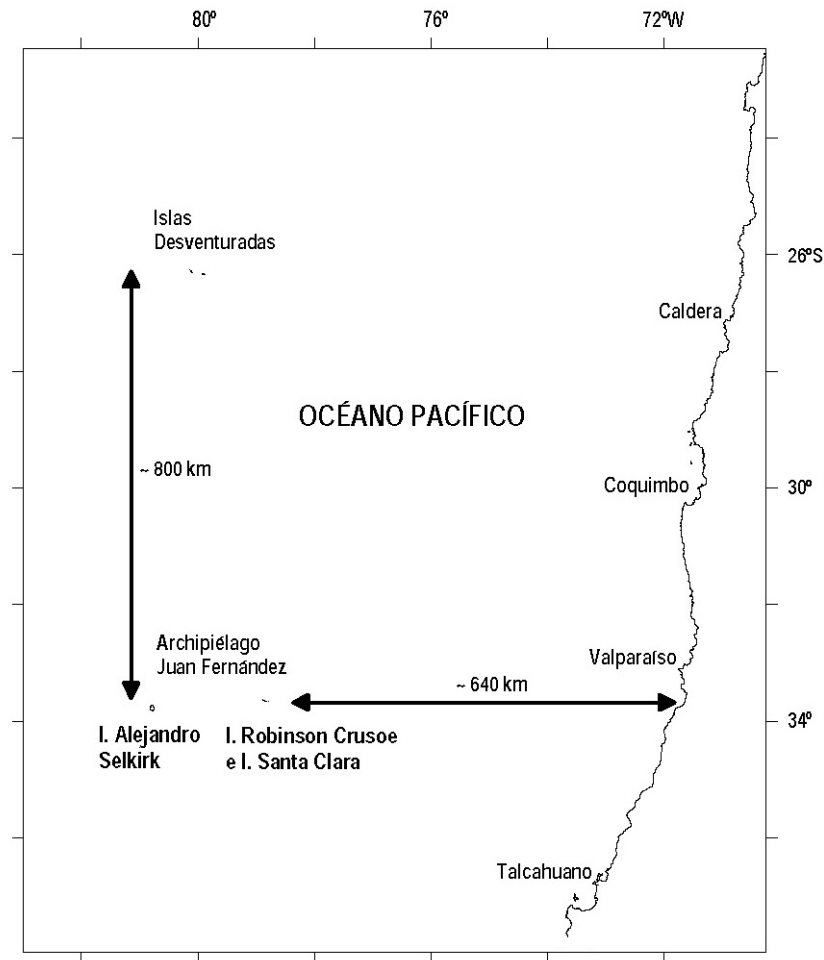 80º
76º
72ºW
Islas
Desventuradas
26ºS
Caldera
OCÉANO PACÍFICO
~ 800 km
Coquimbo
30º
Archipiélago
Juan Fernández
Valparaíso
~ 640 km
34º
I. Alejandro
Selkirk
I. Robinson Crusoe
e I. Santa Clara
Talcahuano